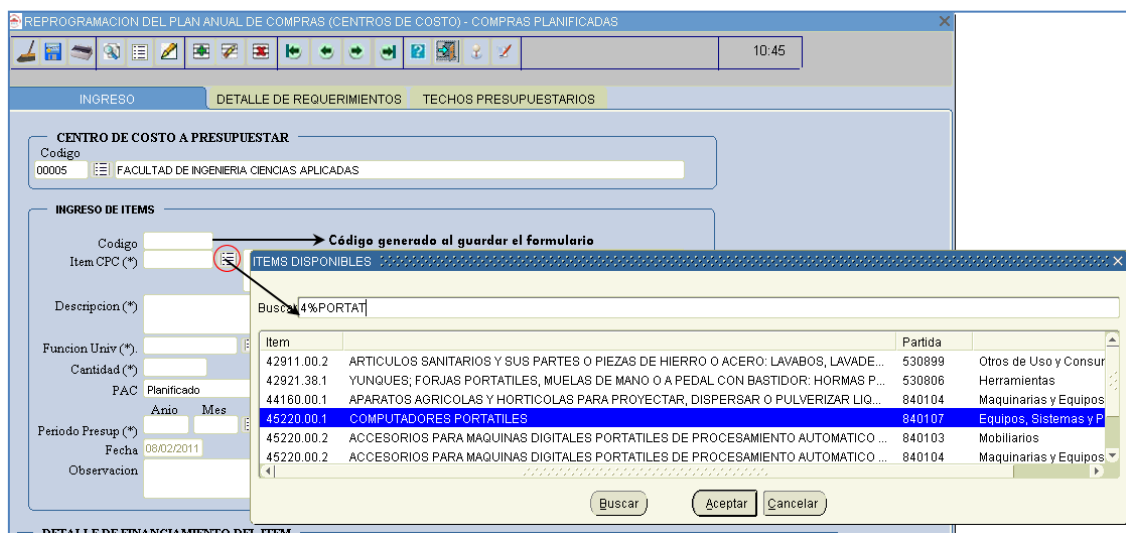 REPROGRAMACION DEL PLAN ANUAL DE COMPRAS (CENTROS DE COSTO) - COMPRAS PLANIFICADAS
10:45
INGRESO DETALLE DE REQUERIMIENTOS TECHOS PRESUPUESTARIOS
CENTRO DE COSTO A PRESUPUESTAR
Codigo
00005 FACULTAD DE INGENIERIA CIENCIAS APLICADAS
INGRESO DE ITEMS
Codigo Código generado al guardar el formulario
Item CPC (*)
ITEMS DISPONIBLES
Descripcion (*)
Buscar 4%PORTAT
Funcion Univ (*).
Cantidad (*)
PAC Planificado
Anio Mes
Periodo Presup (*)
Fecha 08/02/2011
Observacion
Item Partida
42911.00.2 ARTICULOS SANITARIOS Y SUS PARTES O PIEZAS DE HIERRO O ACERO: LAVABOS, LAVADE... 530899 Otros de Uso y Consur
42921.38.1 YUNQUES; FORJAS PORTATILES, MUELAS DE MANO O A PEDAL CON BASTIDOR: HORMAS P... 530806 Herramientas
44160.00.1 APARATOS AGRICOLAS Y HORTICOLAS PARA PROYECTAR, DISPERSAR O PULVERIZAR LIQ... 840104 Maquinarias y Equipos
45220.00.1 COMPUTADORES PORTATILES 840107 Equipos, Sistemas y P
45220.00.2 ACCESORIOS PARA MAQUINAS DIGITALES PORTATILES DE PROCESAMIENTO AUTOMATICO ... 840103 Mobiliarios
45220.00.2 ACCESORIOS PARA MAQUINAS DIGITALES PORTATILES DE PROCESAMIENTO AUTOMATICO ... 840104 Maquinarias y Equipos
Buscar Aceptar Cancelar
DETALLE DE FINANCIAMIENTO DEL ITEM